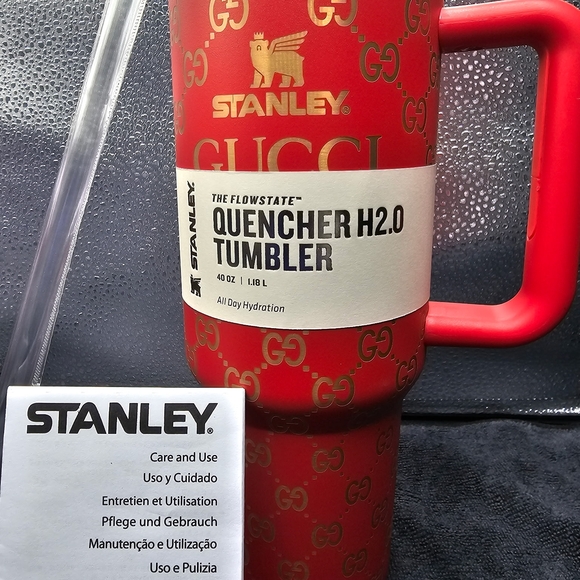 STANLEY
STANLEY®
GUCCI
STANLEY.
THE FLOWSTATE™
QUENCHER H2.0
TUMBLER
40 OZ | 1.18 L
All Day Hydration
STANLEY®
Care and Use
Uso y Cuidado
Entretien et Utilisation
Pflege und Gebrauch
Manutenção e Utilização
Uso e Pulizia